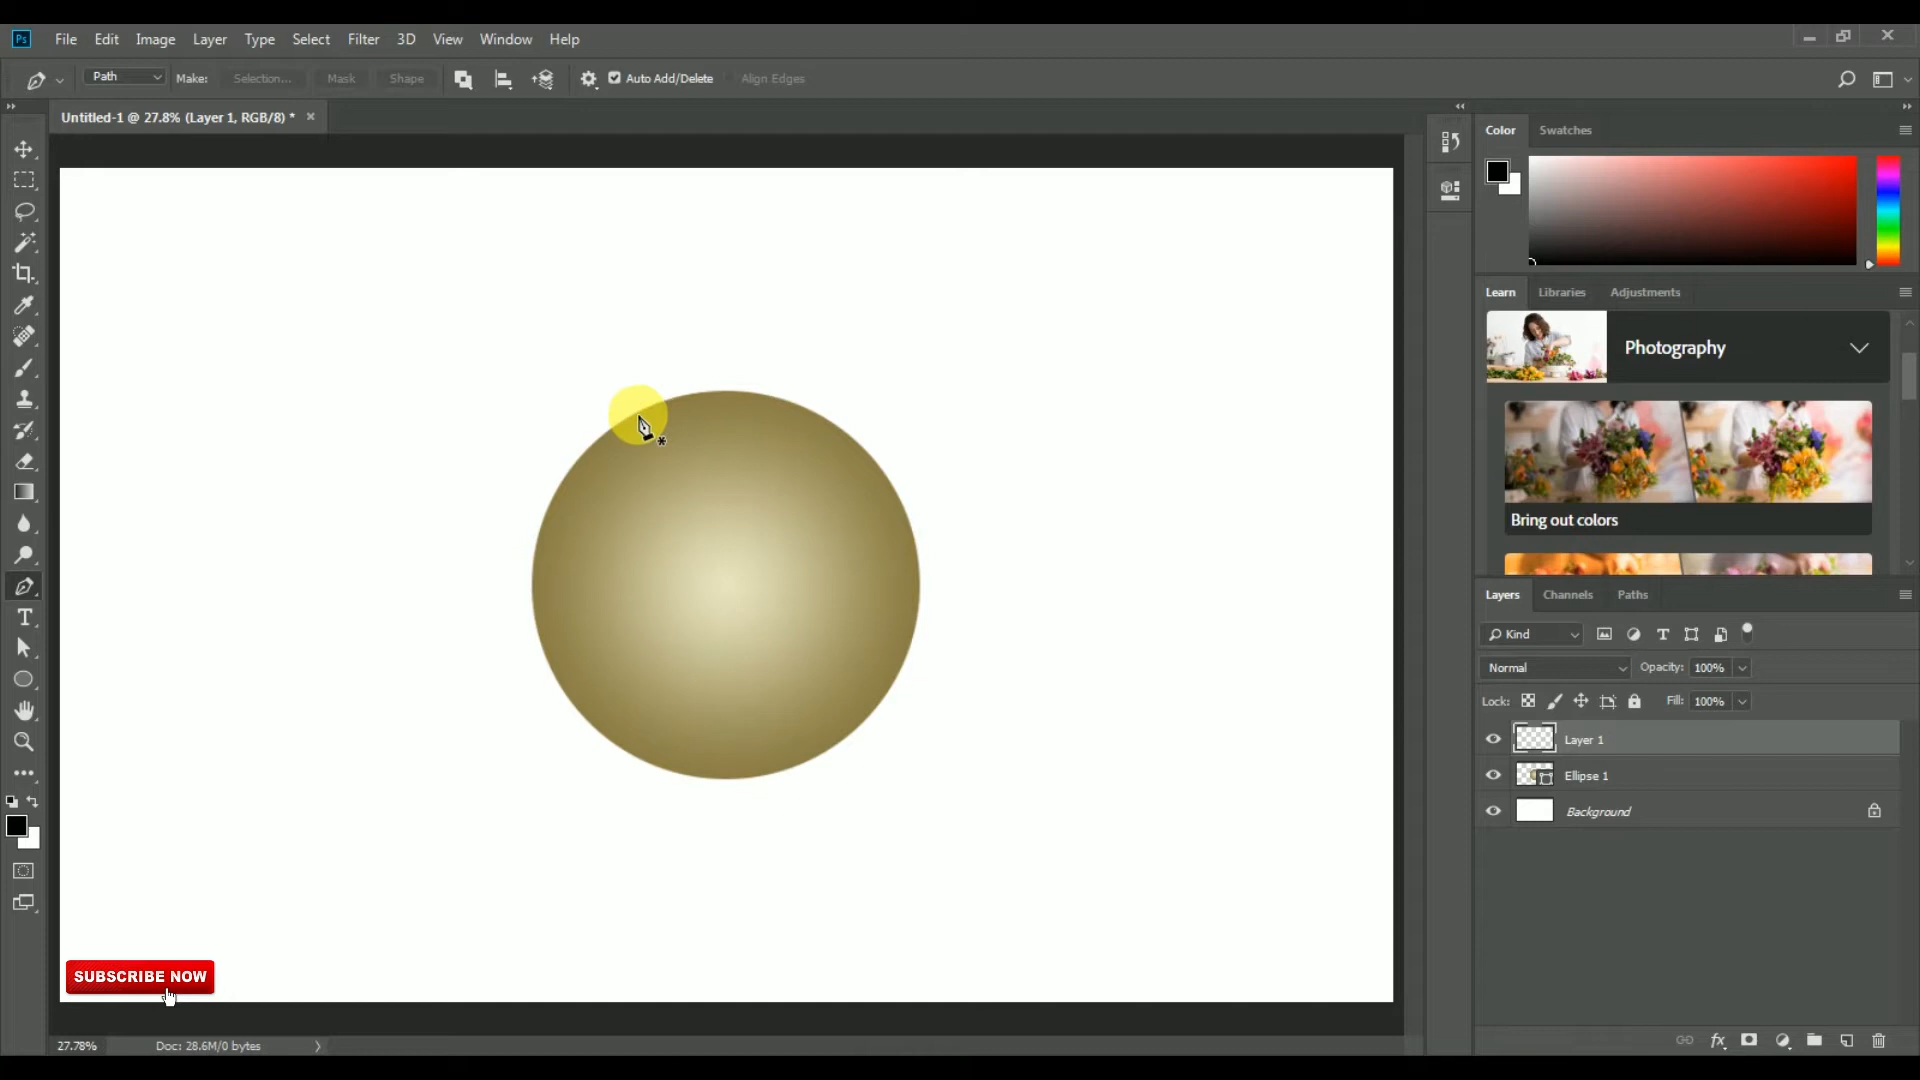 Ps File Edit Image Layer Type Select Filter 3D View Window Help
Path Make: Selection... Mask Shape Auto Add/Delete Align Edges
Untitled-1 @ 27.8% (Layer 1, RGB/8) *
Color Swatches
Learn Libraries Adjustments
Photography
Bring out colors
Layers Channels Paths
Kind
Normal Opacity: 100%
Lock: Fill: 100%
Layer 1
Ellipse 1
Background
SUBSCRIBE NOW
27.78% Doc: 28.6M/0 bytes
fx